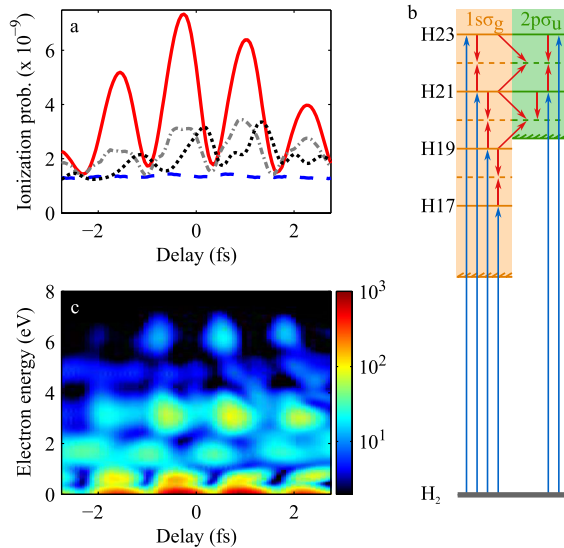 a
Ionization prob. (x 10⁻⁹)
8
6
4
2
0
−2
0
2
Delay (fs)
b
1sσg
2pσu
H23
H21
H19
H17
H₂
c
Electron energy (eV)
8
6
4
2
0
−2
0
2
Delay (fs)
10³
10²
10¹